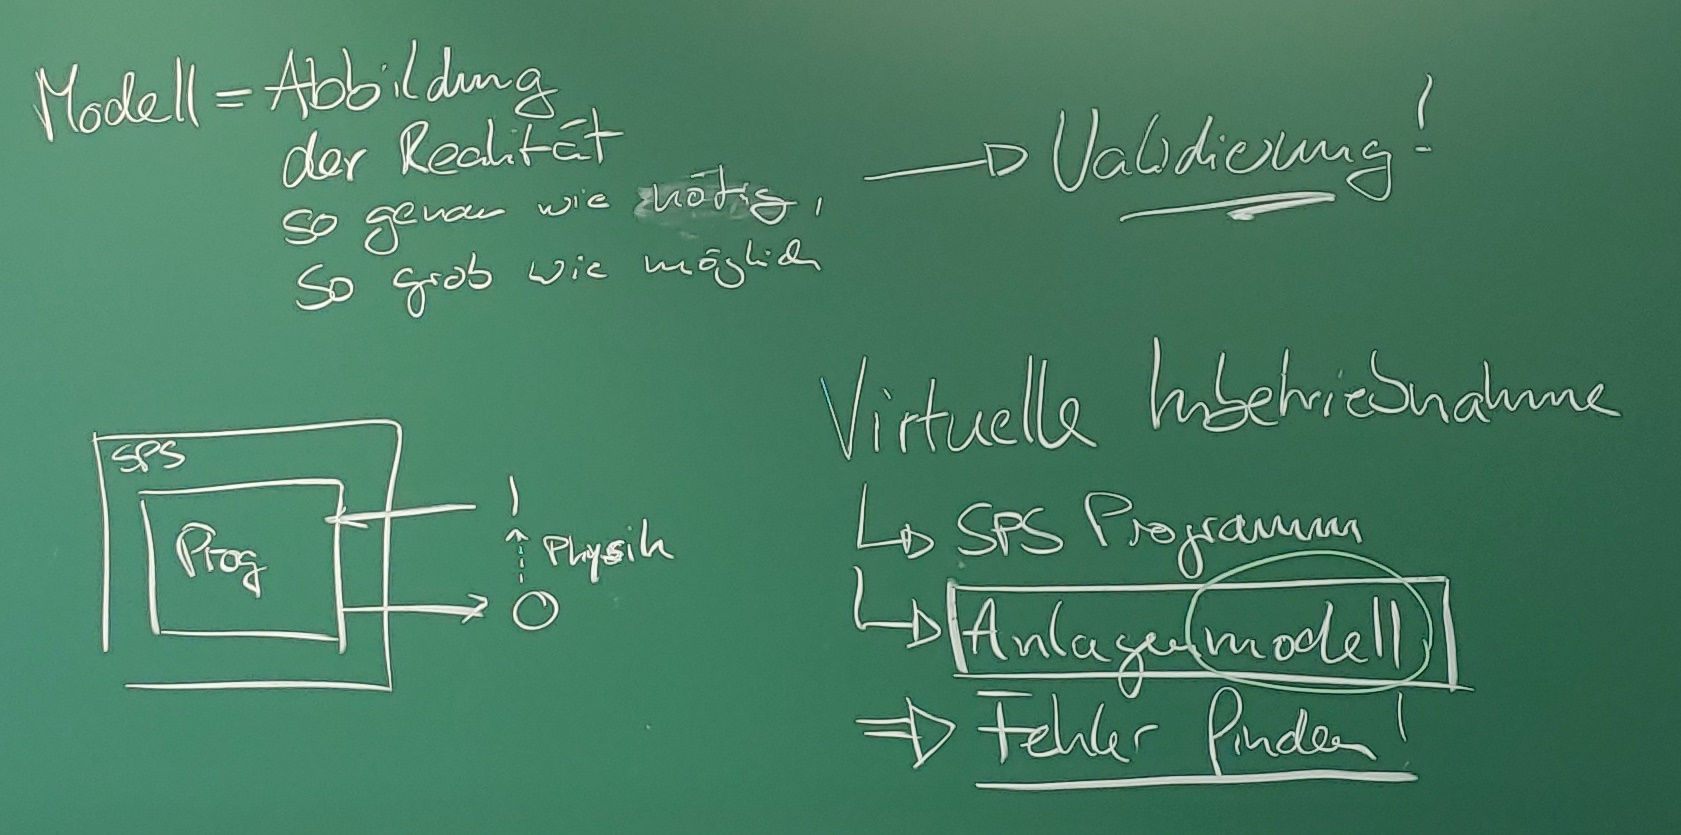 Modell = Abbildung
der Realität
so genau wie nötig,
so grob wie möglich
Validierung!
SPS
Prog
Physik
Virtuelle Inbetriebnahme
SPS Programm
Anlagenmodell
Fehler finden!